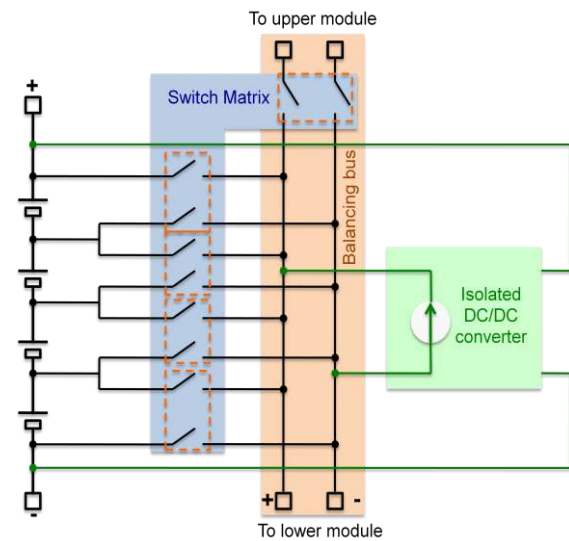 To upper module
+
Switch Matrix
Balancing bus
Isolated
DC/DC
converter
-
+
-
To lower module